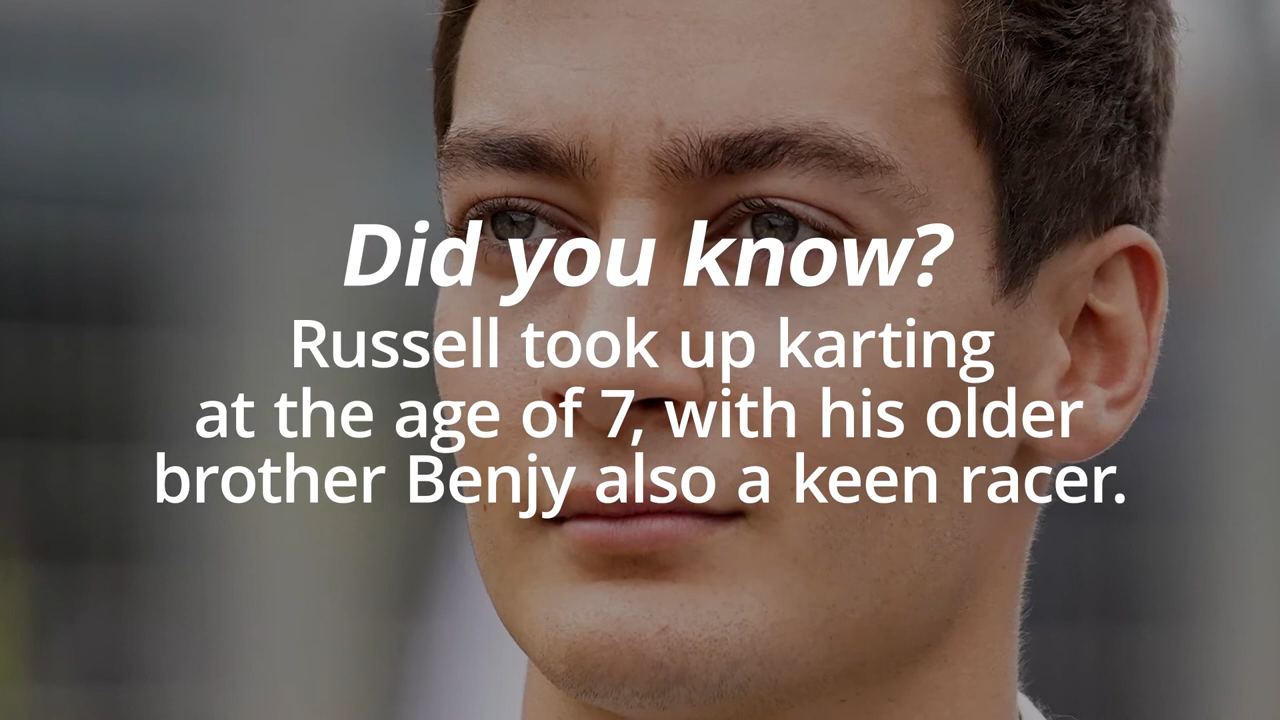 Did you know?
Russell took up karting
at the age of 7, with his older
brother Benjy also a keen racer.